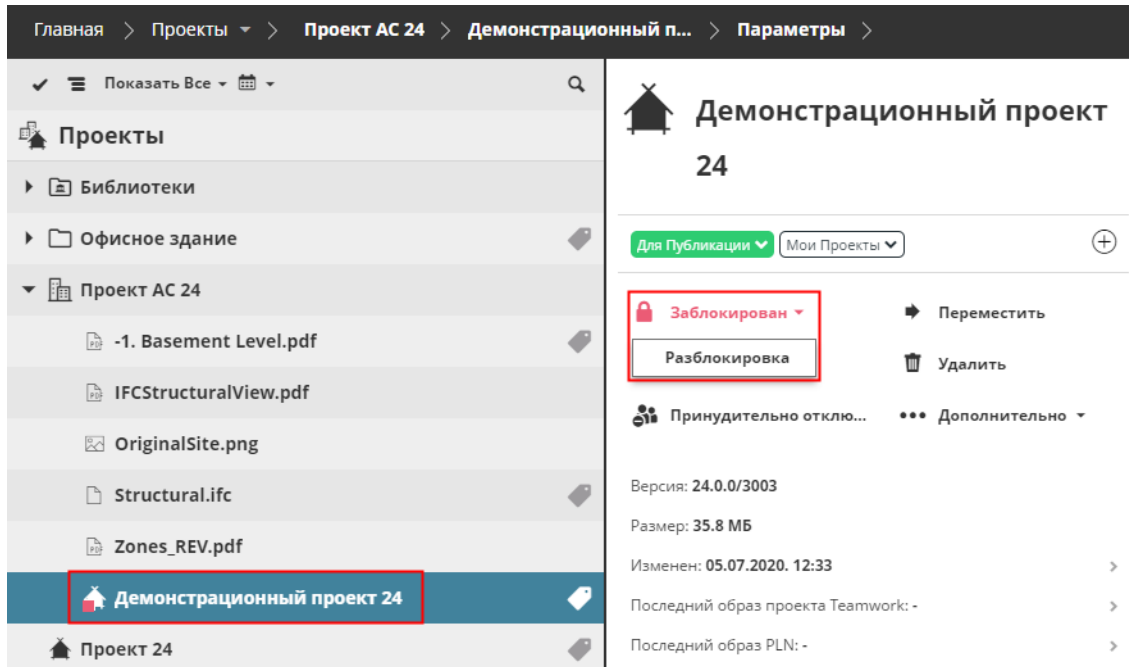 Главная > Проекты > Проект АС 24 > Демонстрационный п... > Параметры >
Показать Все
Проекты
Библиотеки
Офисное здание
Проект АС 24
-1. Basement Level.pdf
IFCStructuralView.pdf
OriginalSite.png
Structural.ifc
Zones_REV.pdf
Демонстрационный проект 24
Проект 24
Демонстрационный проект
24
Для Публикации
Мои Проекты
Заблокирован
Переместить
Разблокировка
Удалить
Принудительно отклю...
Дополнительно
Версия: 24.0.0/3003
Размер: 35.8 МБ
Изменен: 05.07.2020. 12:33
Последний образ проекта Teamwork: -
Последний образ PLN: -